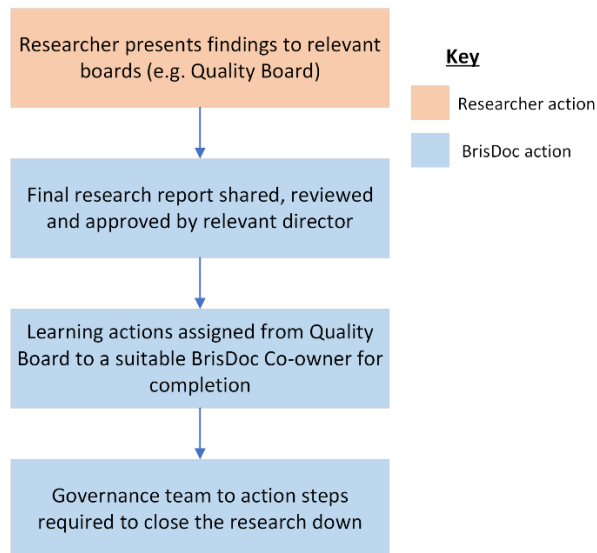 Researcher presents findings to relevant
boards (e.g. Quality Board)
Key
Researcher action
BrisDoc action
Final research report shared, reviewed
and approved by relevant director
Learning actions assigned from Quality
Board to a suitable BrisDoc Co-owner for
completion
Governance team to action steps
required to close the research down